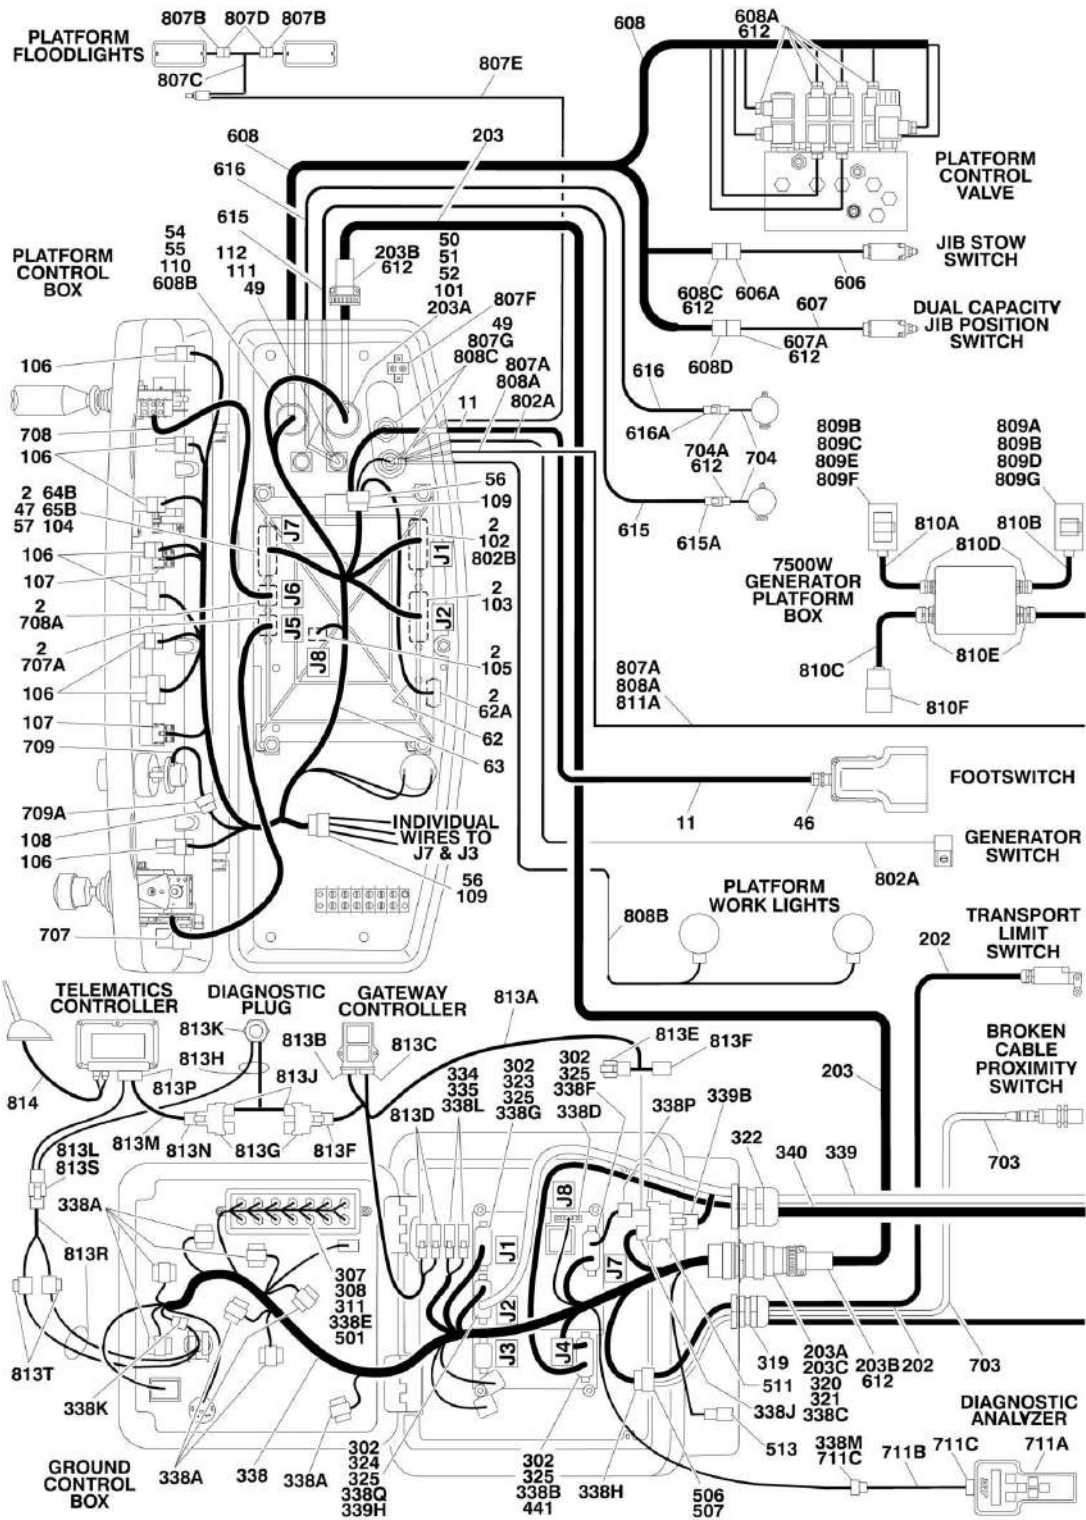 807B
807D
807B
PLATFORM
FLOODLIGHTS
807C
807E
608
608A
612
PLATFORM
CONTROL
VALVE
608
203
616
615
54
55
110
608B
112
111
49
203B
612
50
51
52
101
203A
807F
49
807G
808C
807A
808A
802A
11
PLATFORM
CONTROL
BOX
JIB STOW
SWITCH
608C
612
606A
606
DUAL CAPACITY
JIB POSITION
SWITCH
607
607A
612
608D
616
616A
704A
612
704
615
615A
106
708
106
2 64B
47 65B
57 104
106
107
2
708A
2
707A
106
107
709
709A
108
106
707
J7
J6
J5
J8
J1
J2
56
109
2
102
802B
2
103
2
105
2
62A
62
63
INDIVIDUAL
WIRES TO
J7 & J3
56
109
809B
809C
809E
809F
809A
809B
809D
809G
810A
810B
810D
7500W
GENERATOR
PLATFORM
BOX
810C
810E
810F
807A
808A
811A
FOOTSWITCH
11
46
GENERATOR
SWITCH
802A
PLATFORM
WORK LIGHTS
808B
TRANSPORT
LIMIT
SWITCH
202
BROKEN
CABLE
PROXIMITY
SWITCH
703
203
TELEMATICS
CONTROLLER
DIAGNOSTIC
PLUG
GATEWAY
CONTROLLER
813A
813K
813B
813C
813H
813P
813J
814
813M
813N
813G
813F
813L
813S
813D
334
335
338L
302
323
325
338G
813E
813F
302
325
338F
338D
338P
339B
322
340
339
338A
813R
813T
338K
338A
307
308
311
338E
501
J1
J2
J3
J8
J7
J4
338
338A
302
324
325
338Q
339H
302
325
338B
441
338H
506
507
319
511
338J
513
203A
203C
320
321
338C
203B
612
202
703
GROUND
CONTROL
BOX
DIAGNOSTIC
ANALYZER
338M
711C
711B
711C
711A